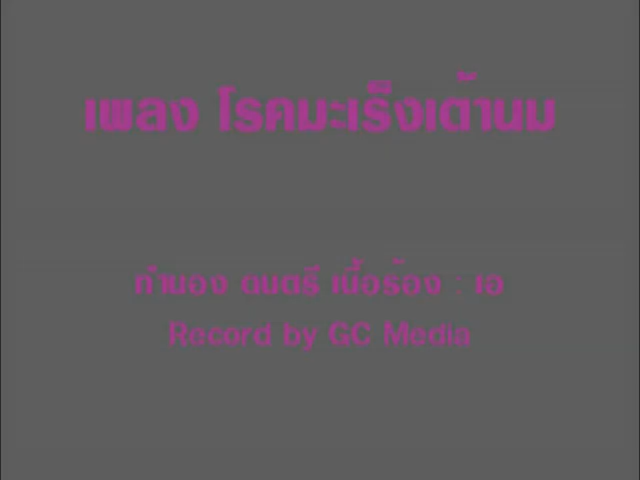 เพลง โรคมะเร็งเต้านม
ทำนอง ดนตรี เนื้อร้อง : เอ
Record by GC Media